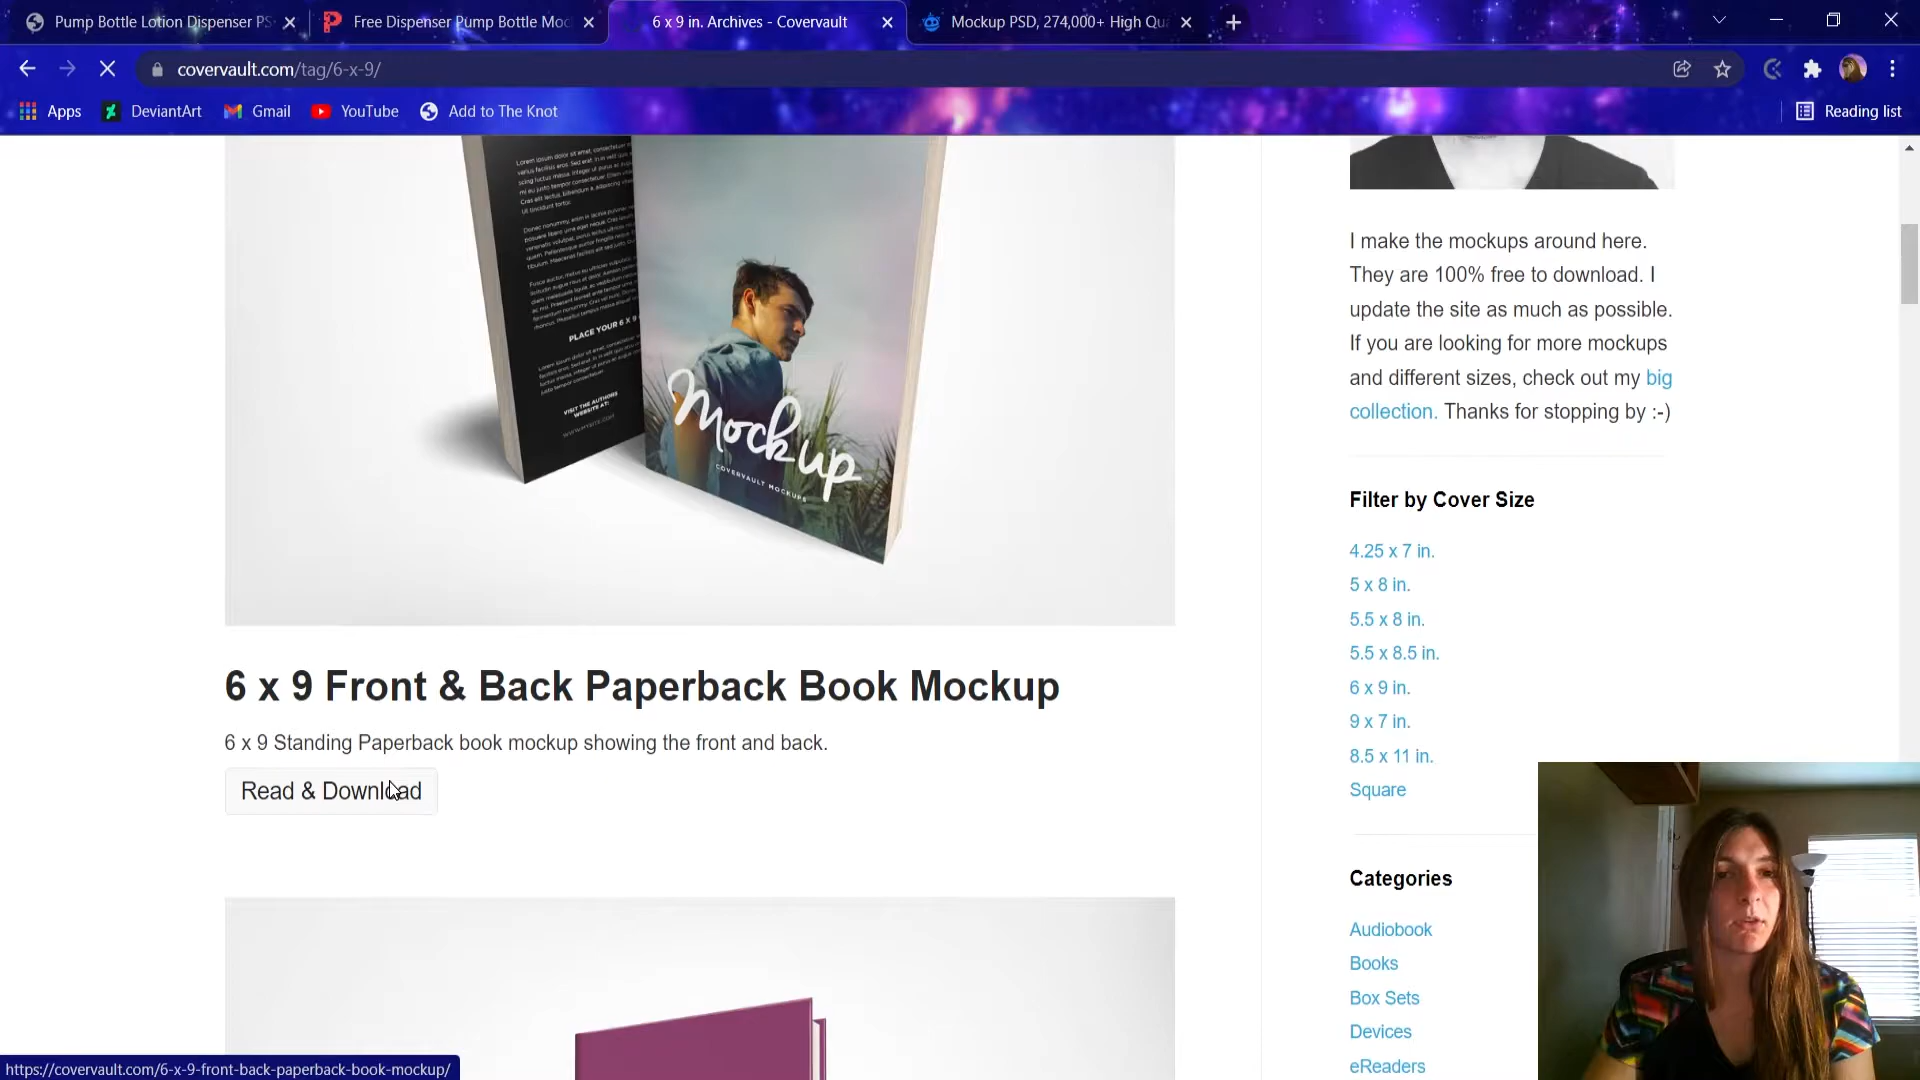 Pump Bottle Lotion Dispenser PS
Free Dispenser Pump Bottle Moc
6 x 9 in. Archives - Covervault
Mockup PSD, 274,000+ High Qua
covervault.com/tag/6-x-9/
Apps
DeviantArt
Gmail
YouTube
Add to The Knot
Reading list
PLACE YOUR 6 X 9
VISIT THE AUTHORS
WEBSITE AT:
Mockup
COVERVAULT MOCKUPS
6 x 9 Front & Back Paperback Book Mockup
6 x 9 Standing Paperback book mockup showing the front and back.
Read & Download
I make the mockups around here.
They are 100% free to download. I
update the site as much as possible.
If you are looking for more mockups
and different sizes, check out my big
collection. Thanks for stopping by :-)
Filter by Cover Size
4.25 x 7 in.
5 x 8 in.
5.5 x 8 in.
5.5 x 8.5 in.
6 x 9 in.
9 x 7 in.
8.5 x 11 in.
Square
Categories
Audiobook
Books
Box Sets
Devices
eReaders
https://covervault.com/6-x-9-front-back-paperback-book-mockup/